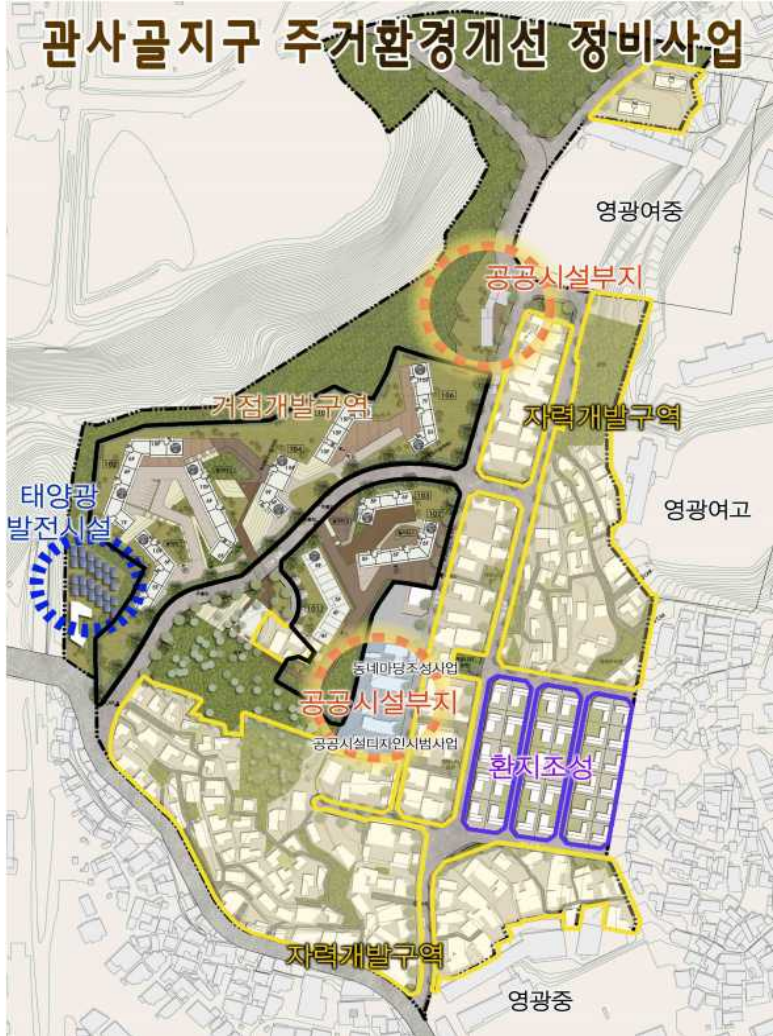 관사골지구 주거환경개선 정비사업
영광여중
공공시설부지
거점개발구역
자력개발구역
태양광
발전시설
영광여고
106
104
103
동네마당조성사업
공공시설부지
공공시설디자인시범사업
환지조성
자력개발구역
영광중